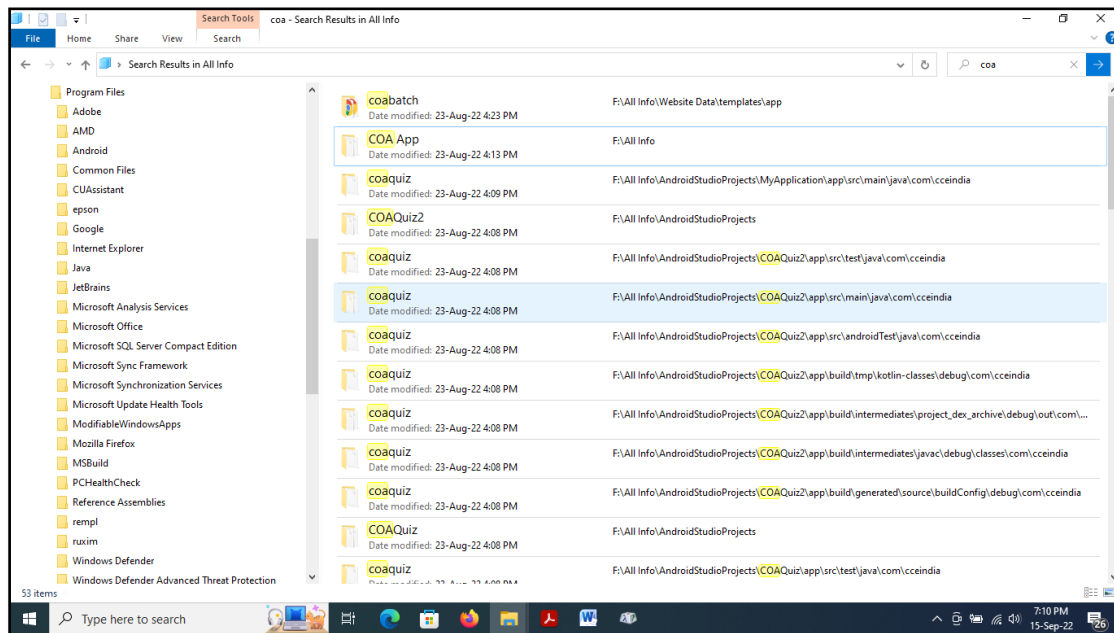 Search Tools coa - Search Results in All Info
File Home Share View Search
Search Results in All Info coa
Program Files
Adobe
AMD
Android
Common Files
CUAssistant
epson
Google
Internet Explorer
Java
JetBrains
Microsoft Analysis Services
Microsoft Office
Microsoft SQL Server Compact Edition
Microsoft Sync Framework
Microsoft Synchronization Services
Microsoft Update Health Tools
ModifiableWindowsApps
Mozilla Firefox
MSBuild
PCHealthCheck
Reference Assemblies
rempl
ruxim
Windows Defender
Windows Defender Advanced Threat Protection
coabatch F:\All Info\Website Data\templates\app
Date modified: 23-Aug-22 4:23 PM
COA App F:\All Info
Date modified: 23-Aug-22 4:13 PM
coaquiz F:\All Info\AndroidStudioProjects\MyApplication\app\src\main\java\com\cceindia
Date modified: 23-Aug-22 4:09 PM
COAQuiz2 F:\All Info\AndroidStudioProjects
Date modified: 23-Aug-22 4:08 PM
coaquiz F:\All Info\AndroidStudioProjects\COAQuiz2\app\src\test\java\com\cceindia
Date modified: 23-Aug-22 4:08 PM
coaquiz F:\All Info\AndroidStudioProjects\COAQuiz2\app\src\main\java\com\cceindia
Date modified: 23-Aug-22 4:08 PM
coaquiz F:\All Info\AndroidStudioProjects\COAQuiz2\app\src\androidTest\java\com\cceindia
Date modified: 23-Aug-22 4:08 PM
coaquiz F:\All Info\AndroidStudioProjects\COAQuiz2\app\build\tmp\kotlin-classes\debug\com\cceindia
Date modified: 23-Aug-22 4:08 PM
coaquiz F:\All Info\AndroidStudioProjects\COAQuiz2\app\build\intermediates\project_dex_archive\debug\out\com\...
Date modified: 23-Aug-22 4:08 PM
coaquiz F:\All Info\AndroidStudioProjects\COAQuiz2\app\build\intermediates\javac\debug\classes\com\cceindia
Date modified: 23-Aug-22 4:08 PM
coaquiz F:\All Info\AndroidStudioProjects\COAQuiz2\app\build\generated\source\buildConfig\debug\com\cceindia
Date modified: 23-Aug-22 4:08 PM
COAQuiz F:\All Info\AndroidStudioProjects
Date modified: 23-Aug-22 4:08 PM
coaquiz F:\All Info\AndroidStudioProjects\COAQuiz\app\src\test\java\com\cceindia
Date modified: 23-Aug-22 4:08 PM
53 items
Type here to search
7:10 PM
15-Sep-22
26